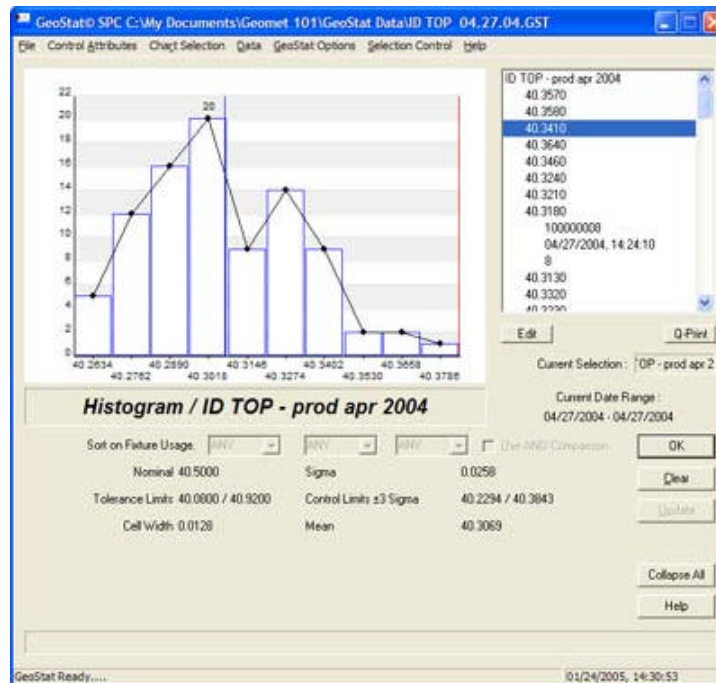 GeoStat© SPC C:\My Documents\Geomet 101\GeoStat Data\ID TOP 04.27.04.GST
File Control Attributes Chart Selection Data GeoStat Options Selection Control Help
22
20
18
16
14
12
10
8
6
4
2
0
20
40.2634 40.2890 40.3146 40.3402 40.3658
40.2762 40.3018 40.3274 40.3530 40.3786
ID TOP - prod apr 2004
40.3570
40.3580
40.3410
40.3640
40.3460
40.3240
40.3210
40.3180
100000008
04/27/2004, 14:24:10
8
40.3130
40.3320
40.3230
Edit Q-Print
Current Selection : 'OP - prod apr 2
Histogram / ID TOP - prod apr 2004
Current Date Range :
04/27/2004 - 04/27/2004
Sort on Fixture Usage. ANY ANY ANY Use AND Comparison. OK
Nominal 40.5000 Sigma 0.0258
Clear
Tolerance Limits 40.0800 / 40.9200 Control Limits ±3 Sigma 40.2294 / 40.3843
Update
Cell Width 0.0128 Mean 40.3069
Collapse All
Help
GeoStat Ready.... 01/24/2005, 14:30:53